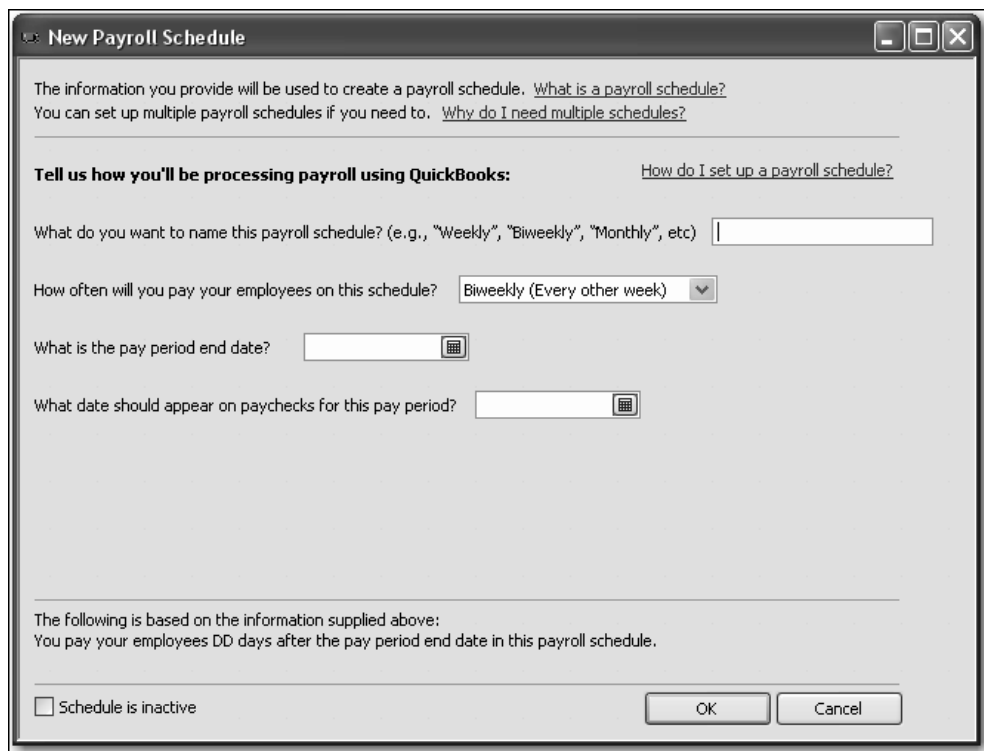 New Payroll Schedule
The information you provide will be used to create a payroll schedule. What is a payroll schedule?
You can set up multiple payroll schedules if you need to. Why do I need multiple schedules?
Tell us how you'll be processing payroll using QuickBooks: How do I set up a payroll schedule?
What do you want to name this payroll schedule? (e.g., "Weekly", "Biweekly", "Monthly", etc)
How often will you pay your employees on this schedule? Biweekly (Every other week)
What is the pay period end date?
What date should appear on paychecks for this pay period?
The following is based on the information supplied above:
You pay your employees DD days after the pay period end date in this payroll schedule.
Schedule is inactive OK Cancel